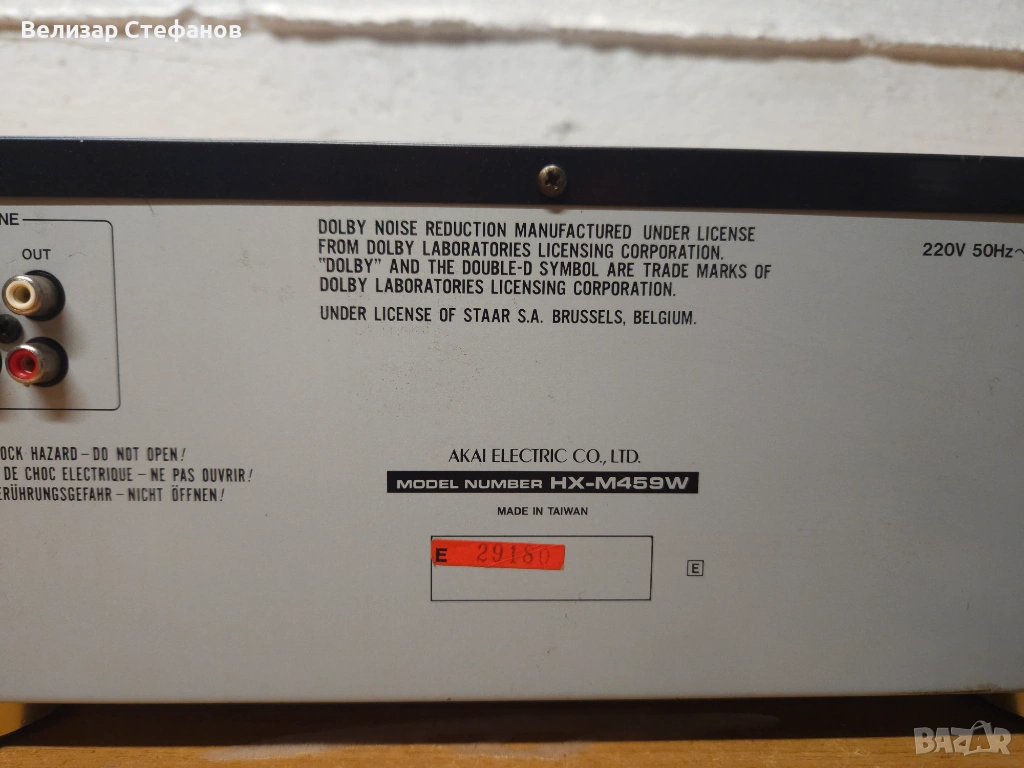 Велизар Стефанов
NE
OUT
DOLBY NOISE REDUCTION MANUFACTURED UNDER LICENSE
FROM DOLBY LABORATORIES LICENSING CORPORATION.
"DOLBY" AND THE DOUBLE-D SYMBOL ARE TRADE MARKS OF
DOLBY LABORATORIES LICENSING CORPORATION.
UNDER LICENSE OF STAAR S.A. BRUSSELS, BELGIUM.
220V 50Hz~
OCK HAZARD – DO NOT OPEN!
DE CHOC ELECTRIQUE – NE PAS OUVRIR!
ERÜHRUNGSGEFAHR – NICHT ÖFFNEN!
AKAI ELECTRIC CO., LTD.
MODEL NUMBER HX-M459W
MADE IN TAIWAN
E 29180
E
BAZAR